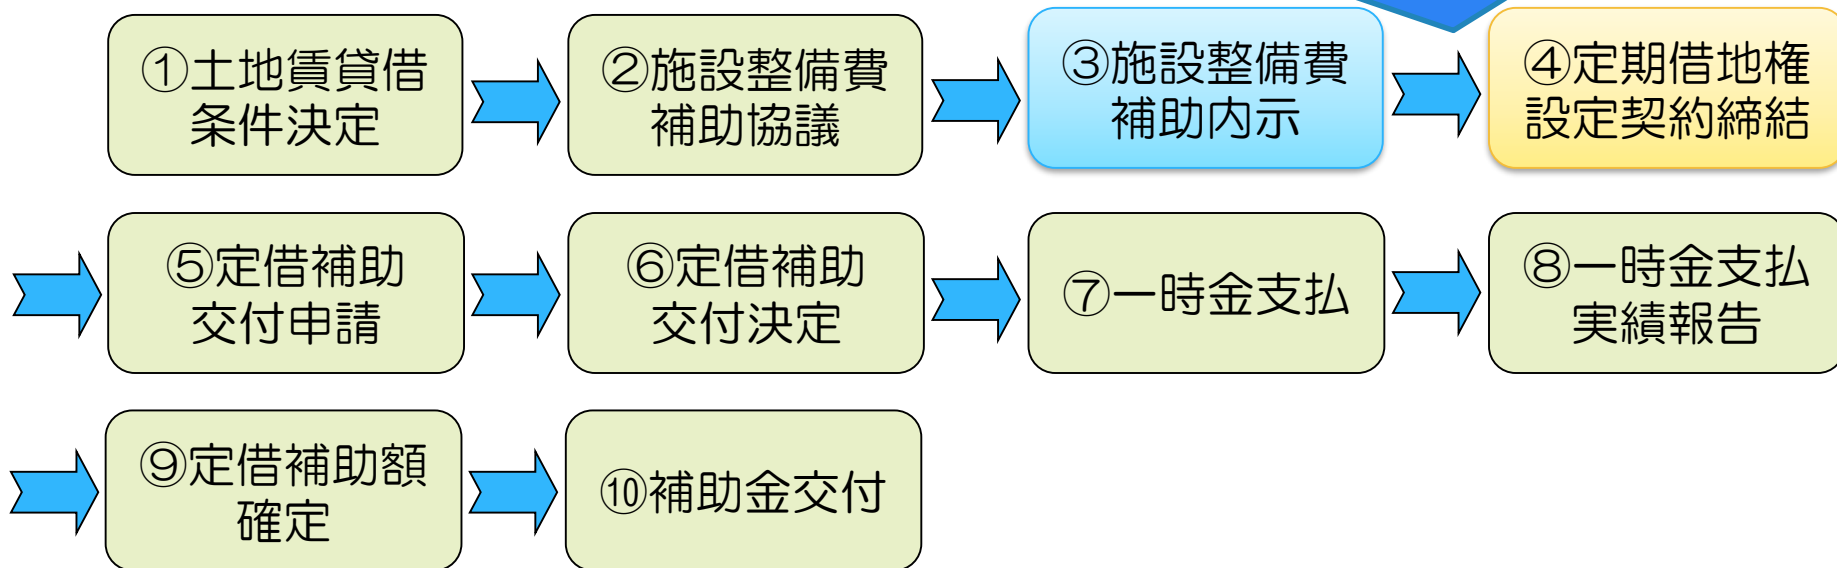 ①土地賃貸借
条件決定
②施設整備費
補助協議
③施設整備費
補助内示
④定期借地権
設定契約締結
⑤定借補助
交付申請
⑥定借補助
交付決定
⑦一時金支払
⑧一時金支払
実績報告
⑨定借補助額
確定
⑩補助金交付